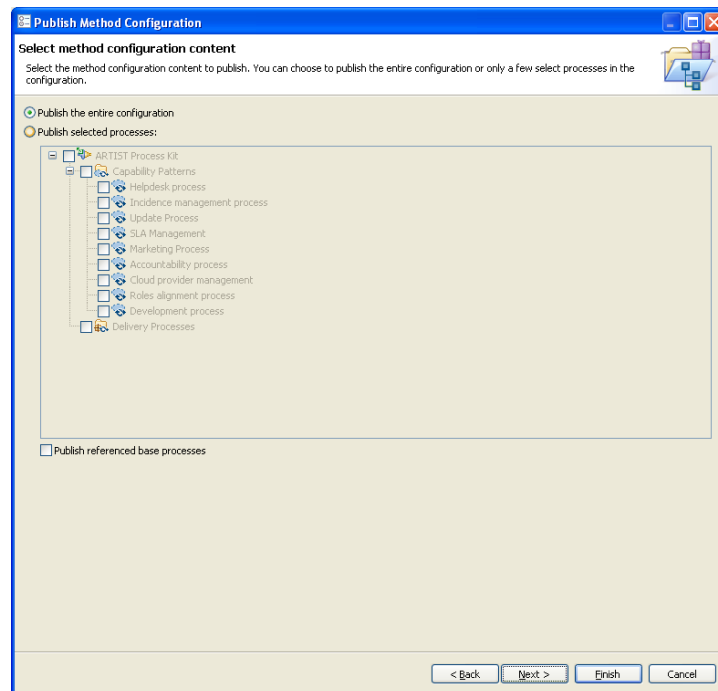 Publish Method Configuration
Select method configuration content
Select the method configuration content to publish. You can choose to publish the entire configuration or only a few select processes in the
configuration.
Publish the entire configuration
Publish selected processes:
ARTIST Process Kit
Capability Patterns
Helpdesk process
Incidence management process
Update Process
SLA Management
Marketing Process
Accountability process
Cloud provider management
Roles alignment process
Development process
Delivery Processes
Publish referenced base processes
< Back Next > Finish Cancel